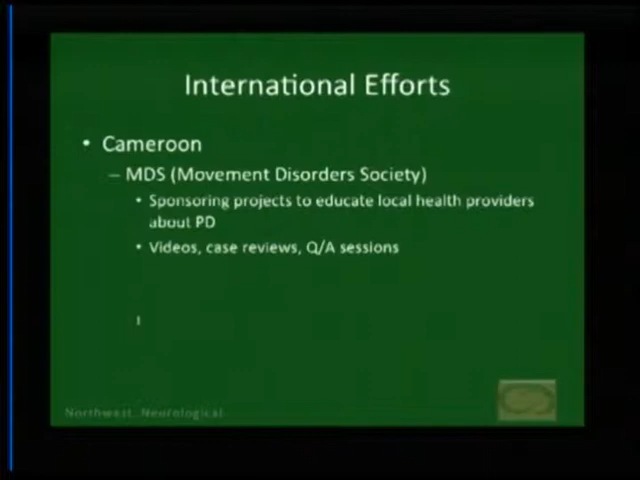 International Efforts
• Cameroon
– MDS (Movement Disorders Society)
• Sponsoring projects to educate local health providers
about PD
• Videos, case reviews, Q/A sessions
Northwest Neurological